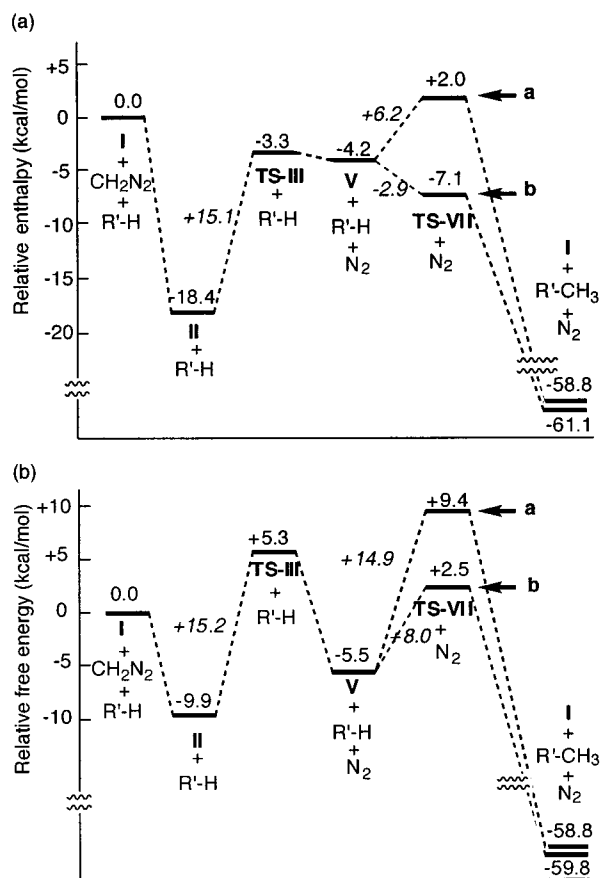 (a)
Relative enthalpy (kcal/mol)
+5
0
-5
-10
-15
-20
0.0
I
+
CH2N2
+
R'-H
+15.1
-18.4
II
+
R'-H
-3.3
TS-III
+
R'-H
-4.2
V
+
R'-H
+
N2
+6.2
-2.9
+2.0
a
-7.1
b
TS-VII
+
N2
I
+
R'-CH3
+
N2
-58.8
-61.1
(b)
Relative free energy (kcal/mol)
+10
+5
0
-5
-10
0.0
I
+
CH2N2
+
R'-H
+15.2
-9.9
II
+
R'-H
+5.3
TS-III
+
R'-H
-5.5
V
+
R'-H
+
N2
+14.9
+8.0
+9.4
a
+2.5
b
TS-VII
+
N2
I
+
R'-CH3
+
N2
-58.8
-59.8